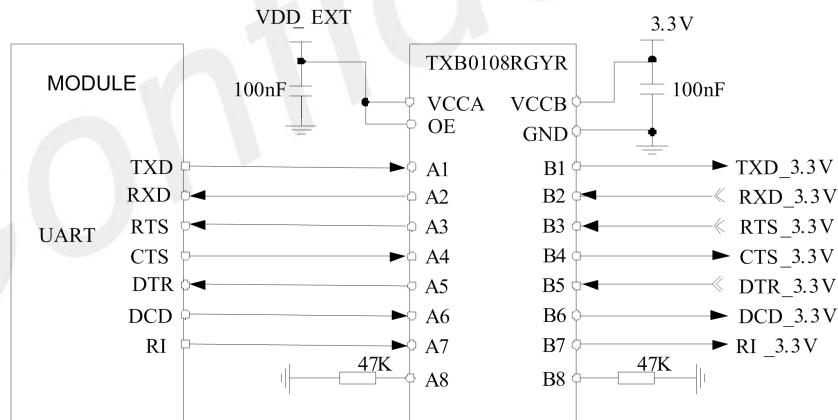 VDD_EXT
3.3V
TXB0108RGYR
MODULE
100nF
100nF
VCCA VCCB
OE
GND
TXD A1 B1 TXD_3.3V
RXD A2 B2 RXD_3.3V
RTS A3 B3 RTS_3.3V
UART
CTS A4 B4 CTS_3.3V
DTR A5 B5 DTR_3.3V
DCD A6 B6 DCD_3.3V
RI A7 B7 RI_3.3V
47K 47K
A8 B8